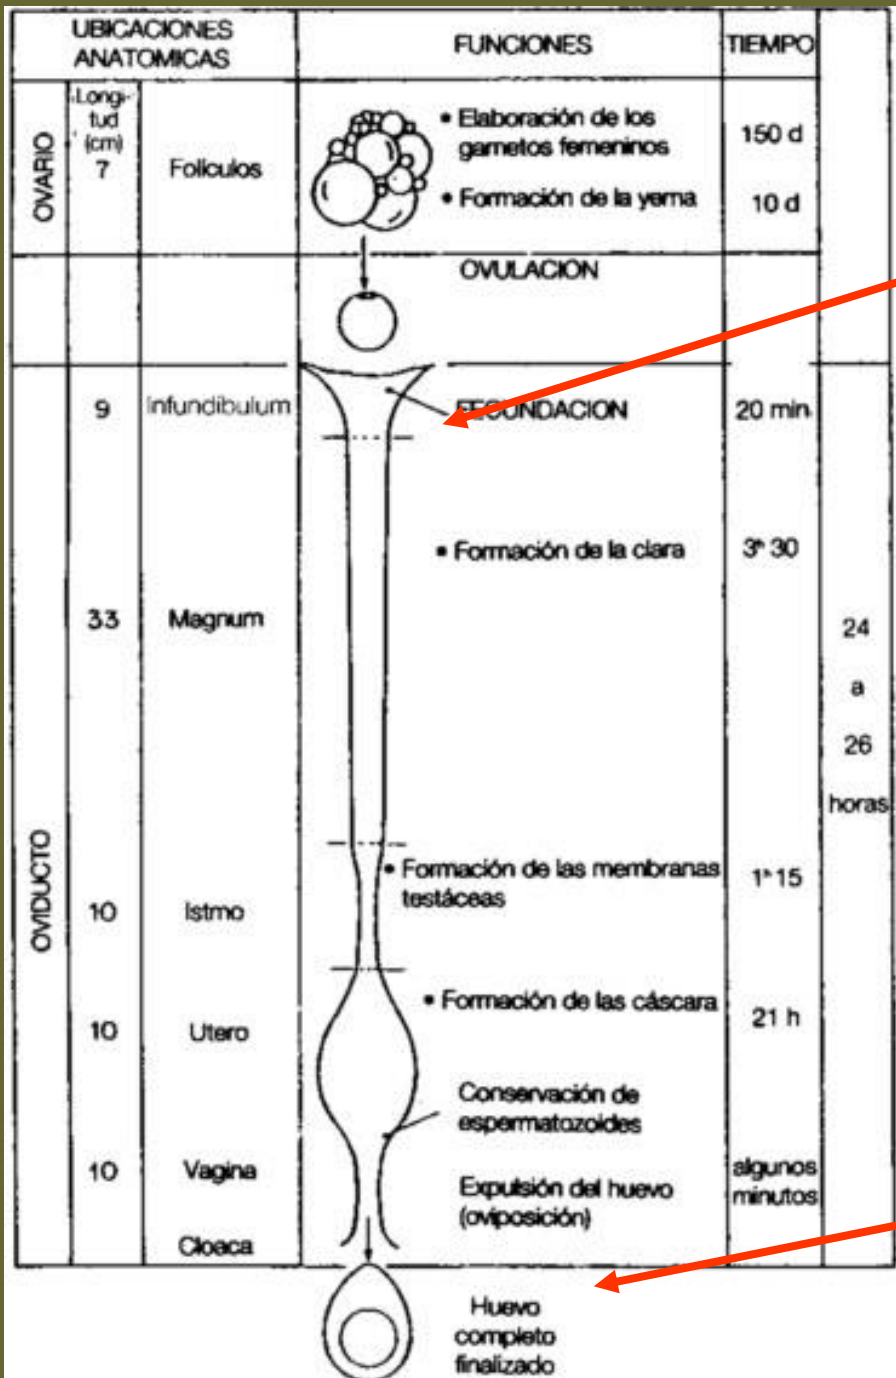 UBICACIONES
ANATOMICAS
FUNCIONES
TIEMPO
OVARIO
Longi-
tud
(cm)
7
Folículos
• Elaboración de los
gametos femeninos
150 d
• Formación de la yema
10 d
OVULACION
OVIDUCTO
9
Infundibulum
FECUNDACION
20 min
• Formación de la clara
3ʰ 30
33
Magnum
24
a
26
horas
• Formación de las membranas
testáceas
1ʰ 15
10
Istmo
• Formación de las cáscara
21 h
10
Utero
Conservación de
espermatozoides
10
Vagina
algunos
minutos
Expulsión del huevo
(oviposición)
Cloaca
Huevo
completo
finalizado